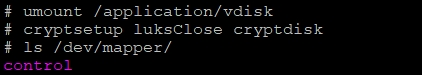 # umount /application/vdisk
# cryptsetup luksClose cryptdisk
# ls /dev/mapper/
control